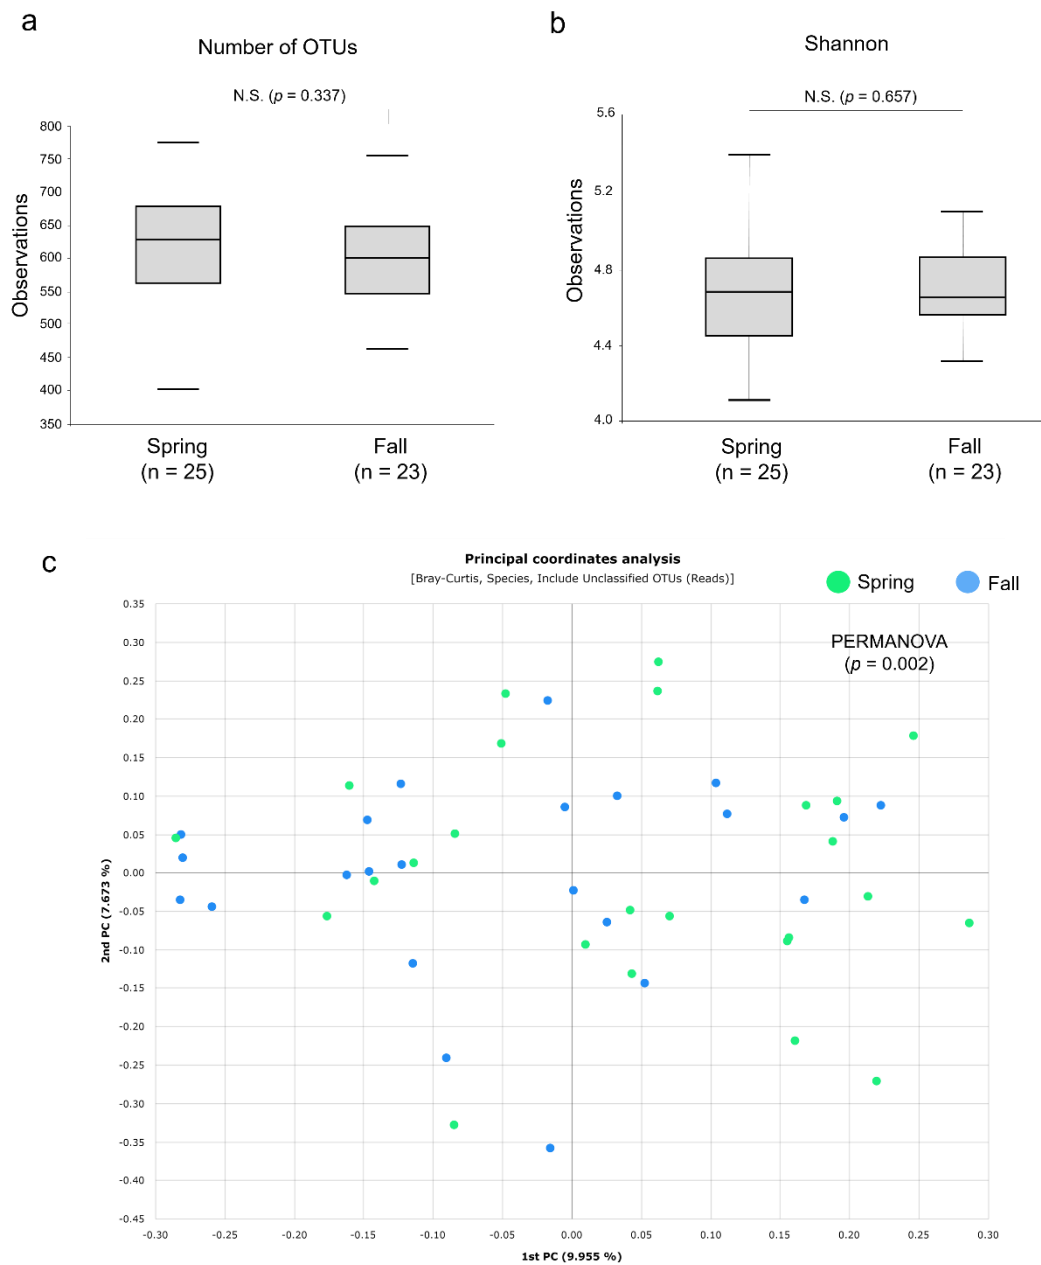 a
Number of OTUs
N.S. (p = 0.337)
Observations
800
750
700
650
600
550
500
450
400
350
Spring
(n = 25)
Fall
(n = 23)
b
Shannon
N.S. (p = 0.657)
Observations
5.6
5.2
4.8
4.4
4.0
Spring
(n = 25)
Fall
(n = 23)
c
Principal coordinates analysis
[Bray-Curtis, Species, Include Unclassified OTUs (Reads)]
Spring
Fall
PERMANOVA
(p = 0.002)
2nd PC (7.673 %)
0.35
0.30
0.25
0.20
0.15
0.10
0.05
0.00
-0.05
-0.10
-0.15
-0.20
-0.25
-0.30
-0.35
-0.40
-0.45
-0.30 -0.25 -0.20 -0.15 -0.10 -0.05 0.00 0.05 0.10 0.15 0.20 0.25 0.30
1st PC (9.955 %)